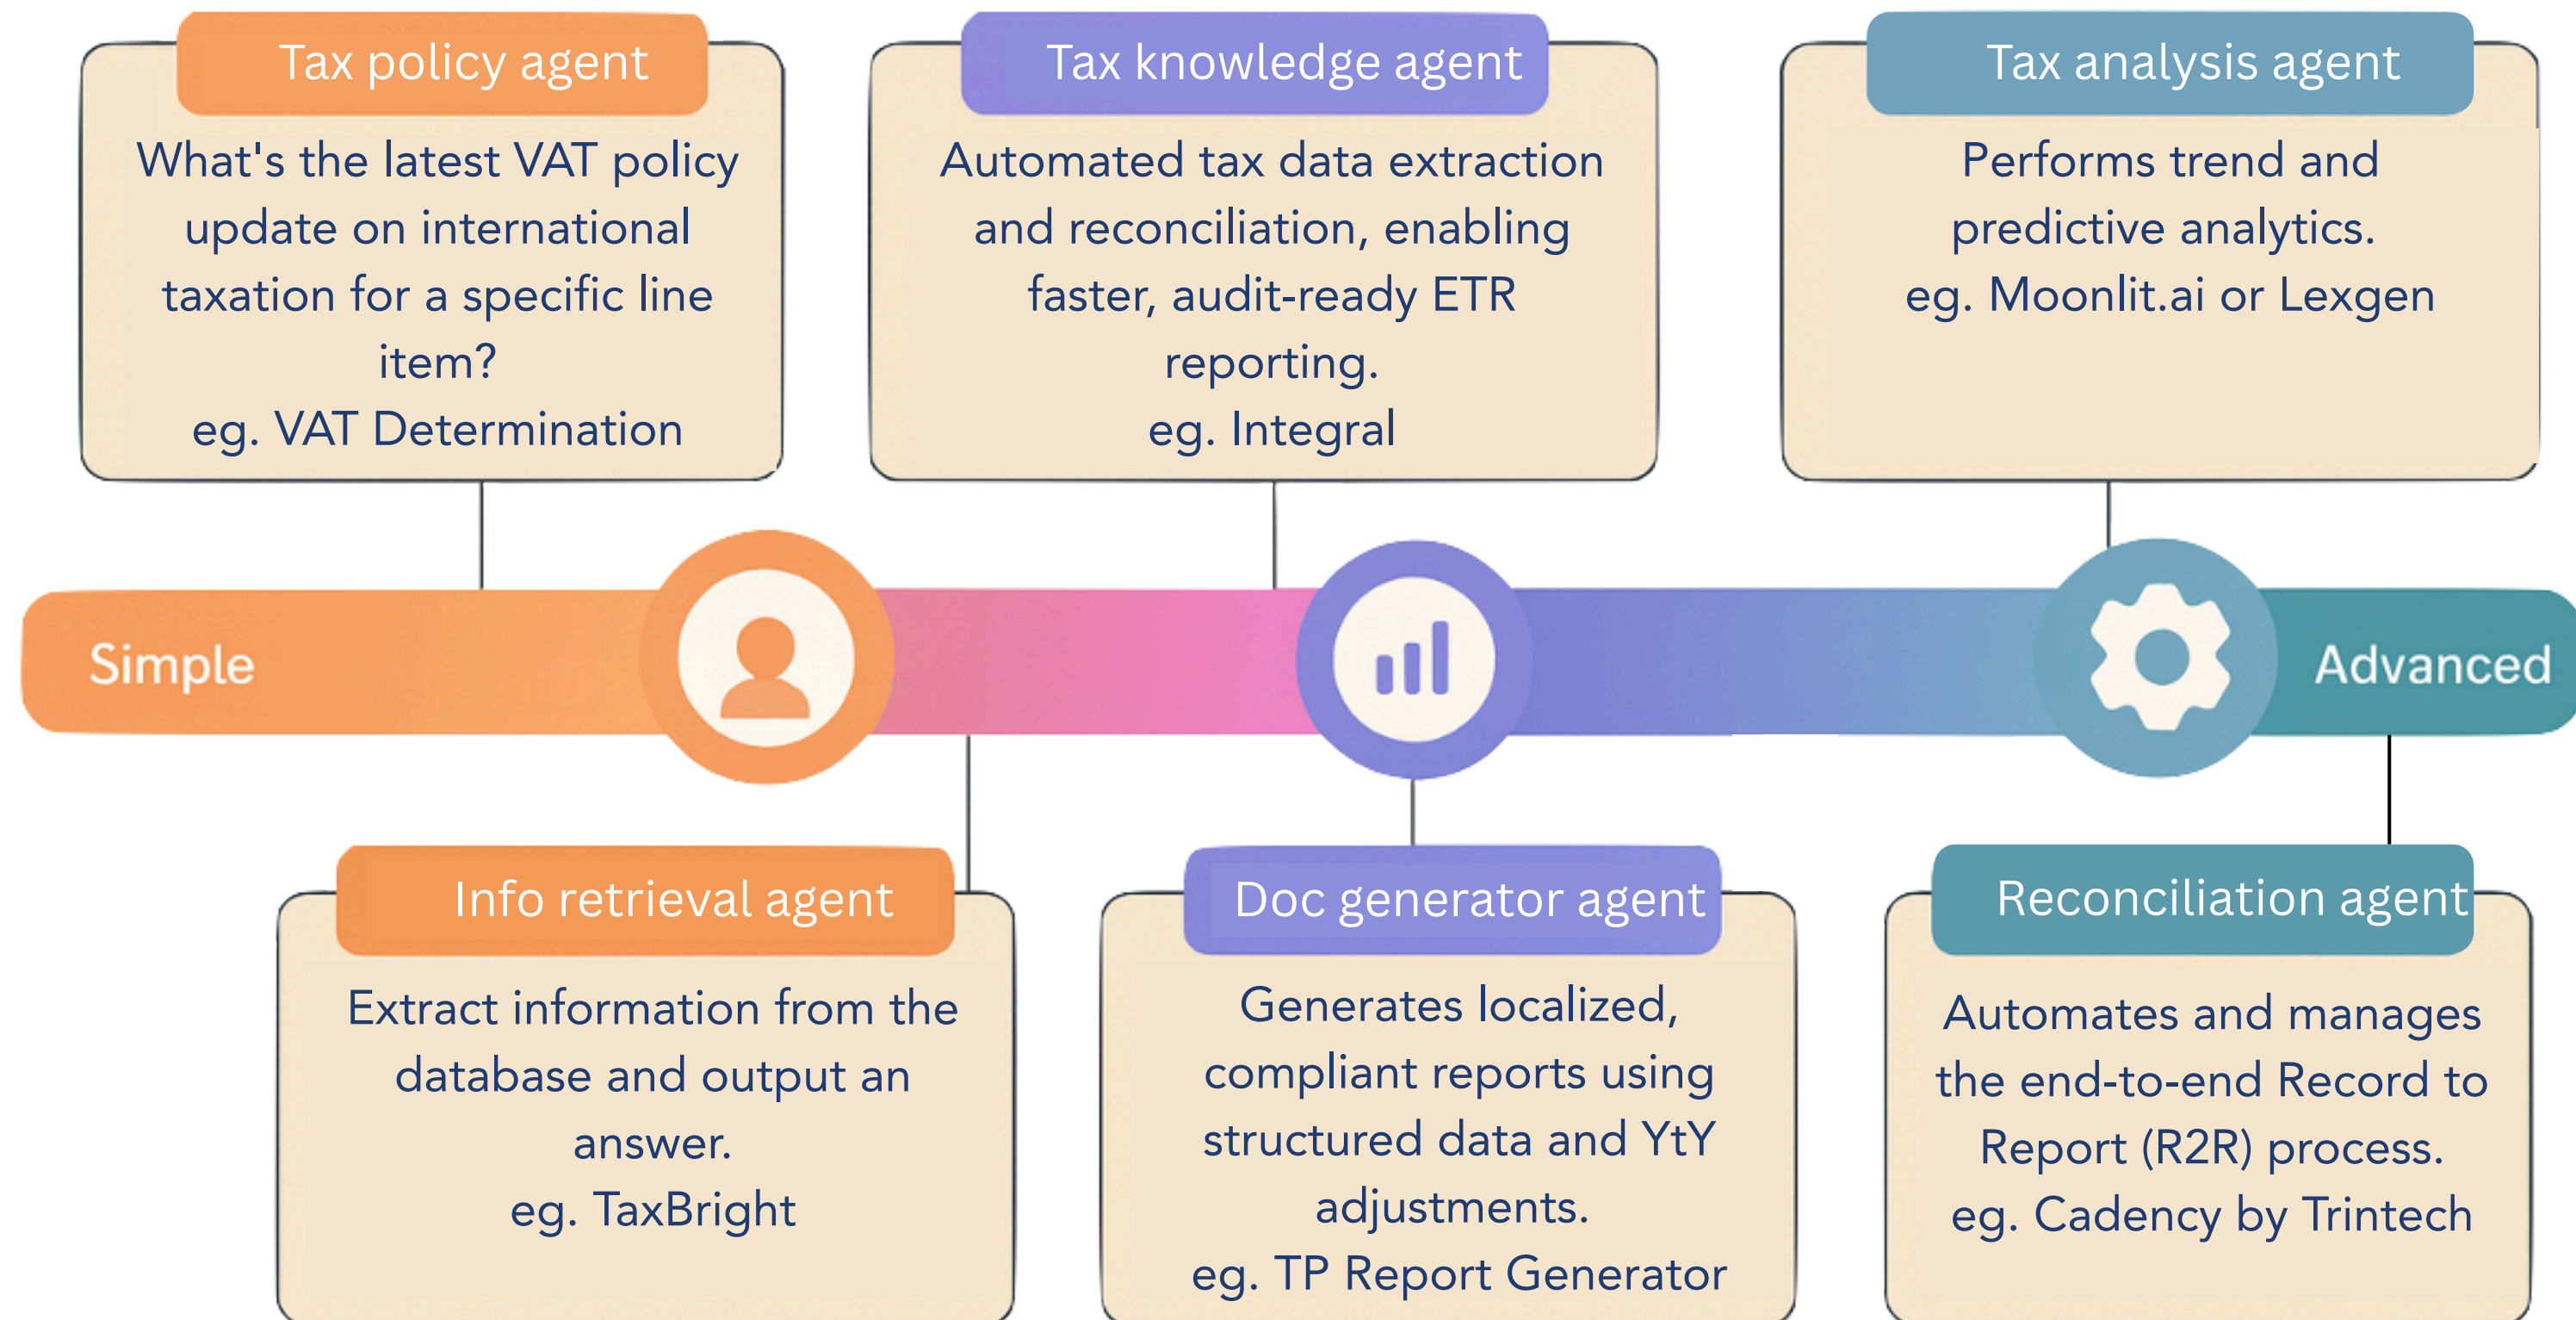 Tax policy agent
What's the latest VAT policy
update on international
taxation for a specific line
item?
eg. VAT Determination
Tax knowledge agent
Automated tax data extraction
and reconciliation, enabling
faster, audit-ready ETR
reporting.
eg. Integral
Tax analysis agent
Performs trend and
predictive analytics.
eg. Moonlit.ai or Lexgen
Simple
Advanced
Info retrieval agent
Extract information from the
database and output an
answer.
eg. TaxBright
Doc generator agent
Generates localized,
compliant reports using
structured data and YtY
adjustments.
eg. TP Report Generator
Reconciliation agent
Automates and manages
the end-to-end Record to
Report (R2R) process.
eg. Cadency by Trintech